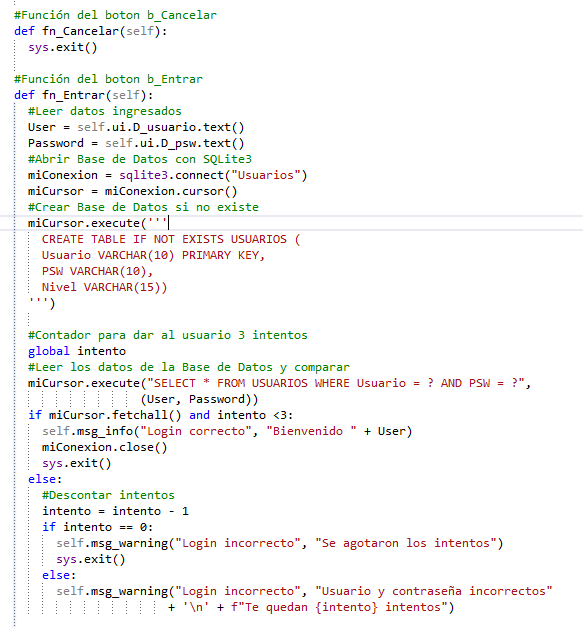 #Función del boton b_Cancelar
def fn_Cancelar(self):
  sys.exit()

#Función del boton b_Entrar
def fn_Entrar(self):
  #Leer datos ingresados
  User = self.ui.D_usuario.text()
  Password = self.ui.D_psw.text()
  #Abrir Base de Datos con SQLite3
  miConexion = sqlite3.connect("Usuarios")
  miCursor = miConexion.cursor()
  #Crear Base de Datos si no existe
  miCursor.execute('''
    CREATE TABLE IF NOT EXISTS USUARIOS (
    Usuario VARCHAR(10) PRIMARY KEY,
    PSW VARCHAR(10),
    Nivel VARCHAR(15))
  ''')

  #Contador para dar al usuario 3 intentos
  global intento
  #Leer los datos de la Base de Datos y comparar
  miCursor.execute("SELECT * FROM USUARIOS WHERE Usuario = ? AND PSW = ?",
                  (User, Password))
  if miCursor.fetchall() and intento <3:
    self.msg_info("Login correcto", "Bienvenido " + User)
    miConexion.close()
    sys.exit()
  else:
    #Descontar intentos
    intento = intento - 1
    if intento == 0:
      self.msg_warning("Login incorrecto", "Se agotaron los intentos")
      sys.exit()
    else:
      self.msg_warning("Login incorrecto", "Usuario y contraseña incorrectos"
                      + '\n' + f"Te quedan {intento} intentos")